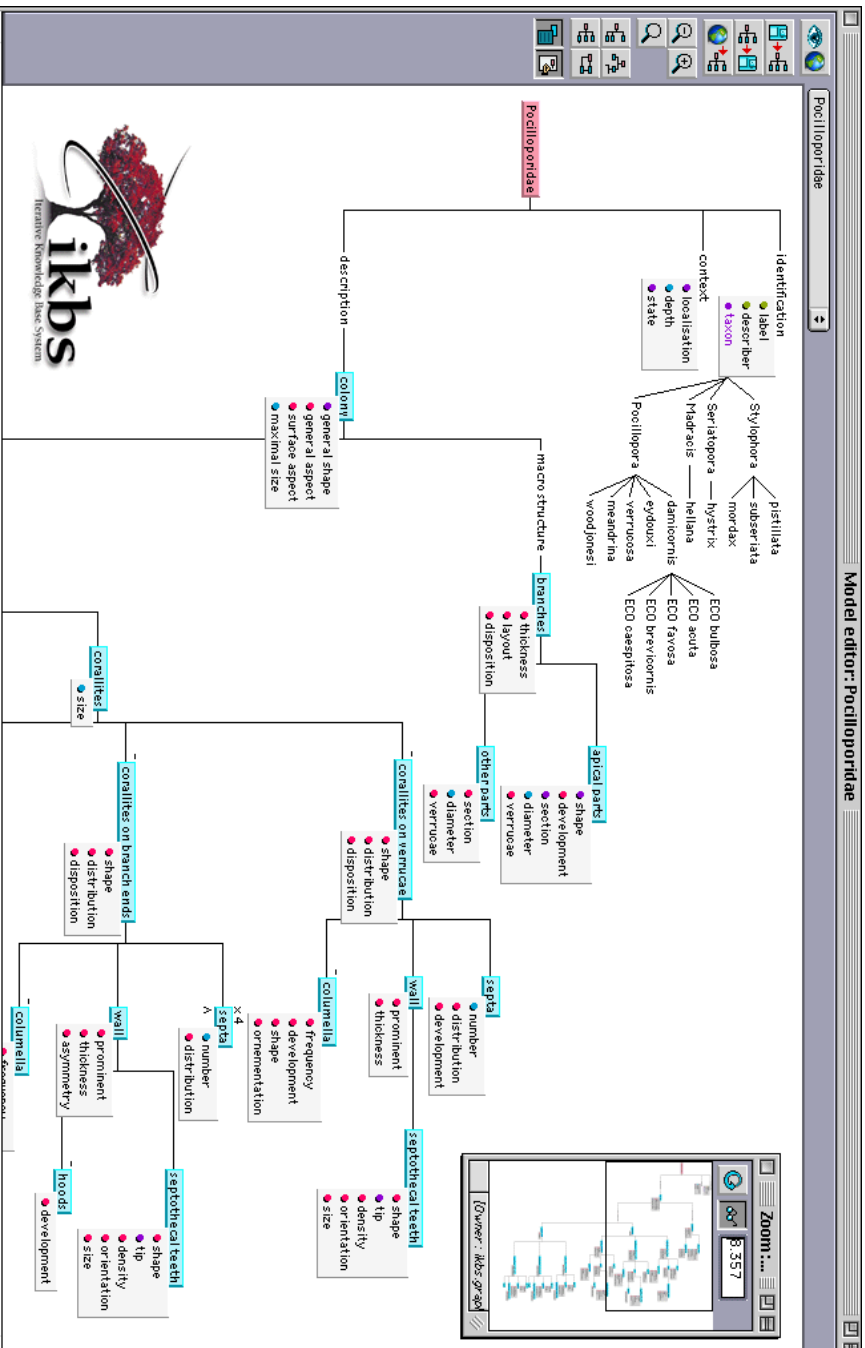 Model editor: Pocilloporidae
Pocilloporidae
Pocilloporidae
identification
label
describer
taxon
Stylophora
pistillata
subseriata
mordax
Seriatopora
hystrix
Madracis
hellana
Pocillopora
damicornis
eydouxi
verrucosa
meandrina
woodjonesi
ECO bulbosa
ECO acuta
ECO favosa
ECO brevicornis
ECO caespitosa
context
localisation
depth
state
description
colony
general shape
general aspect
surface aspect
maximal size
macro structure
branches
thickness
layout
disposition
apical parts
shape
development
section
diameter
verrucae
other parts
section
diameter
verrucae
corallites
size
corallites on verrucae
shape
distribution
disposition
septa
number
distribution
development
wall
prominent
thickness
septothecal teeth
shape
tip
density
orientation
size
columella
frequency
development
shape
ornementation
corallites on branch ends
shape
distribution
disposition
x 4
septa
number
distribution
wall
prominent
thickness
asymmetry
septothecal teeth
shape
tip
density
orientation
size
hoods
development
columella
frequency
Zoom:...
8.357
[Owner : ikbs.grap
ikbs
Iterative Knowledge Base System